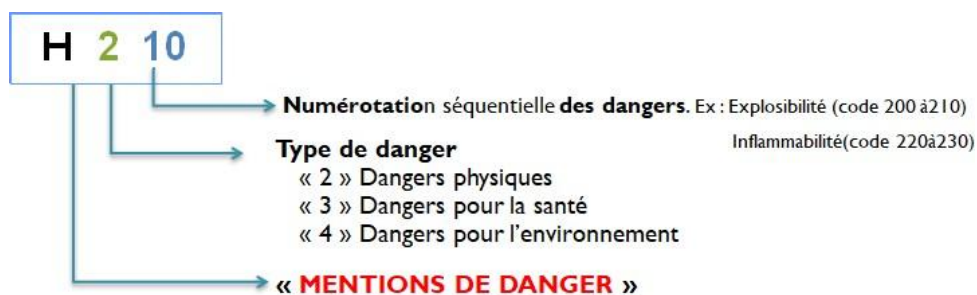 H 2 10
Numérotation séquentielle des dangers. Ex : Explosibilité (code 200 à210)
Inflammabilité(code 220à230)
Type de danger
« 2 » Dangers physiques
« 3 » Dangers pour la santé
« 4 » Dangers pour l'environnement
« MENTIONS DE DANGER »